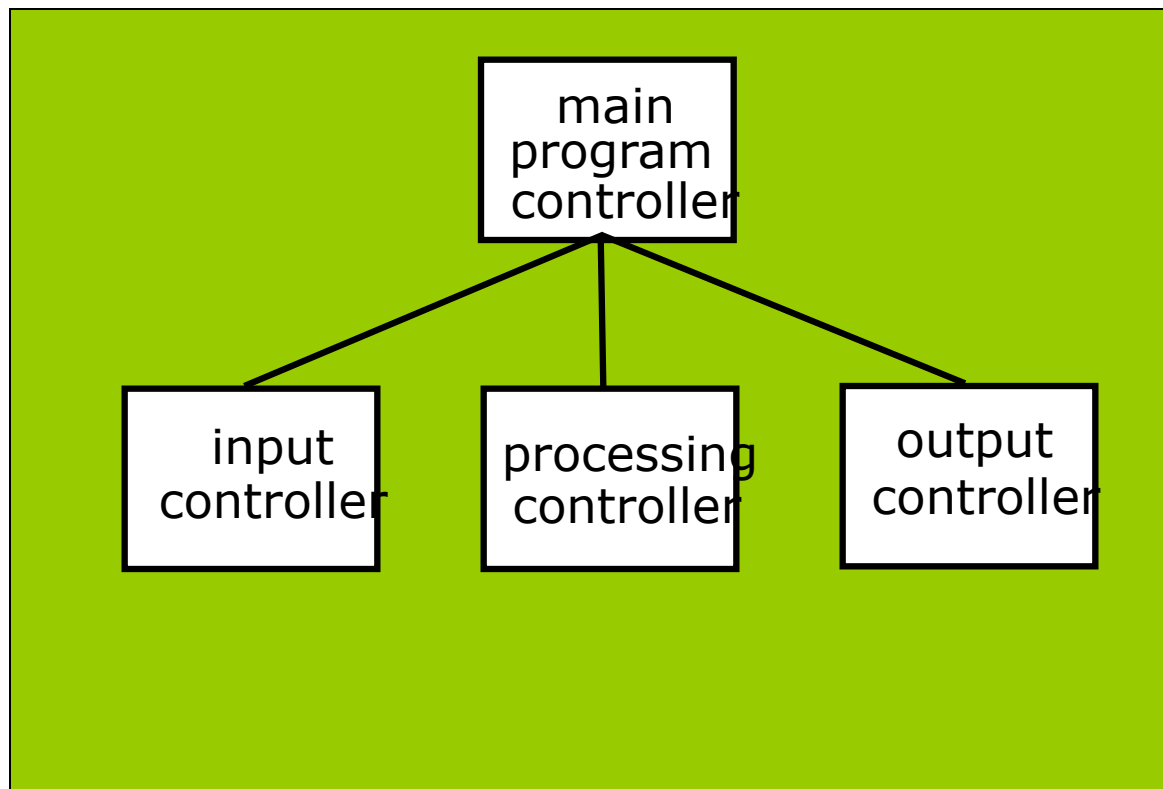 main
program
controller
input
controller
processing
controller
output
controller